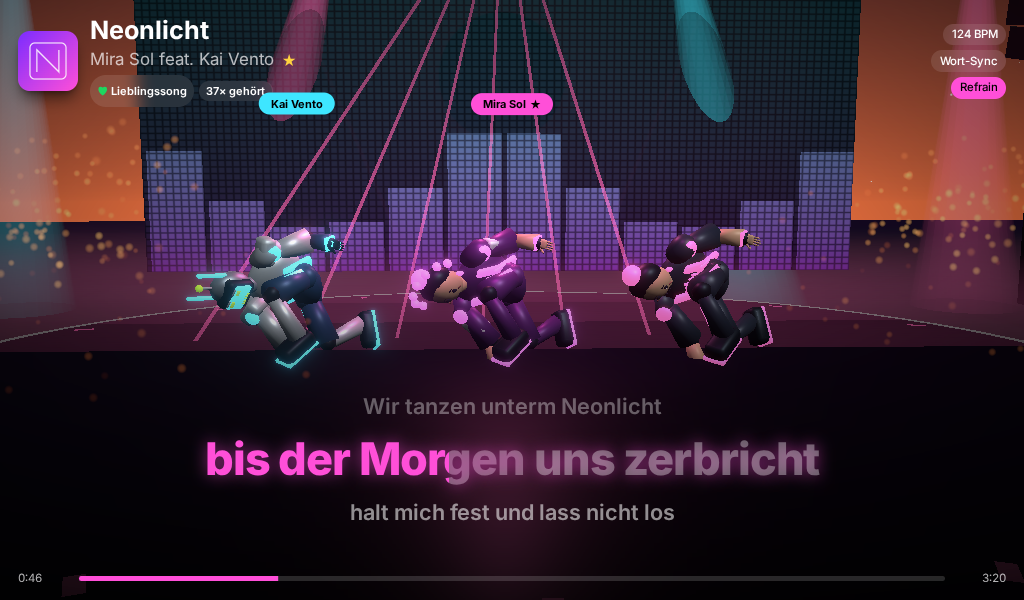 Neonlicht
Mira Sol feat. Kai Vento ★
Lieblingssong
37× gehört
Kai Vento
Mira Sol ★
124 BPM
Wort-Sync
Refrain
Wir tanzen unterm Neonlicht
bis der Morgen uns zerbricht
halt mich fest und lass nicht los
0:46
3:20